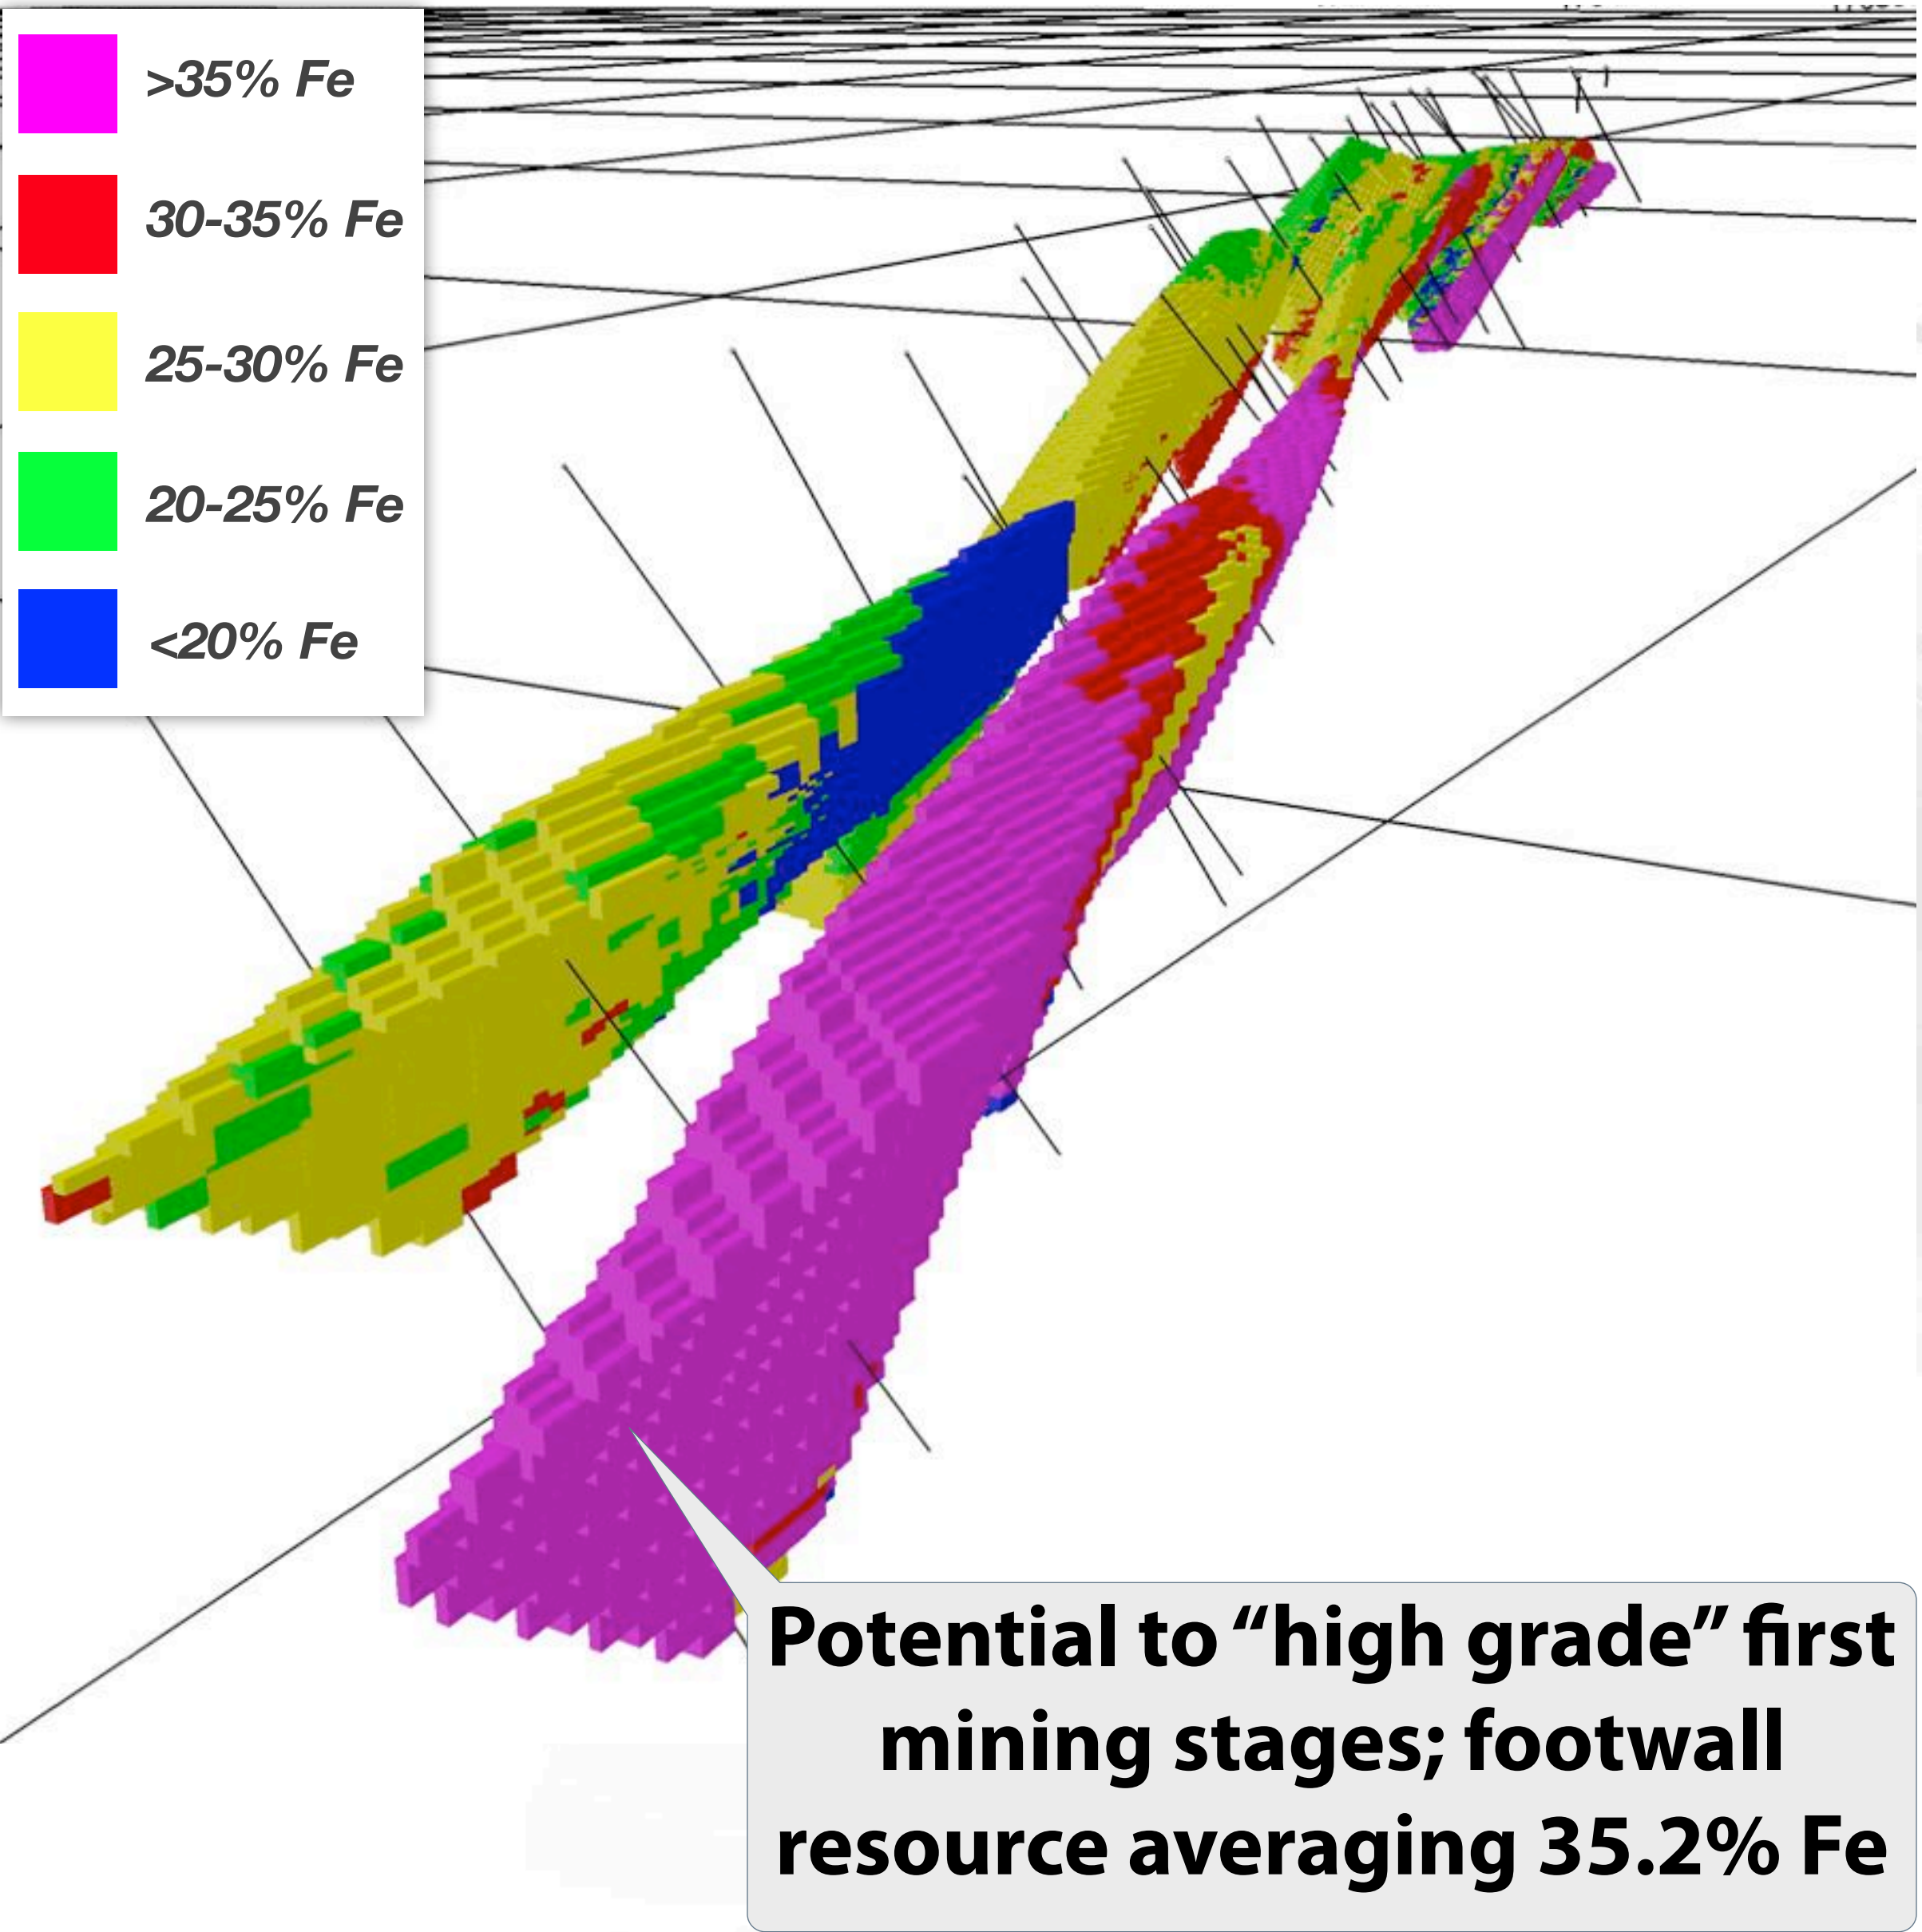 >35% Fe
30-35% Fe
25-30% Fe
20-25% Fe
<20% Fe
Potential to “high grade” first
mining stages; footwall
resource averaging 35.2% Fe